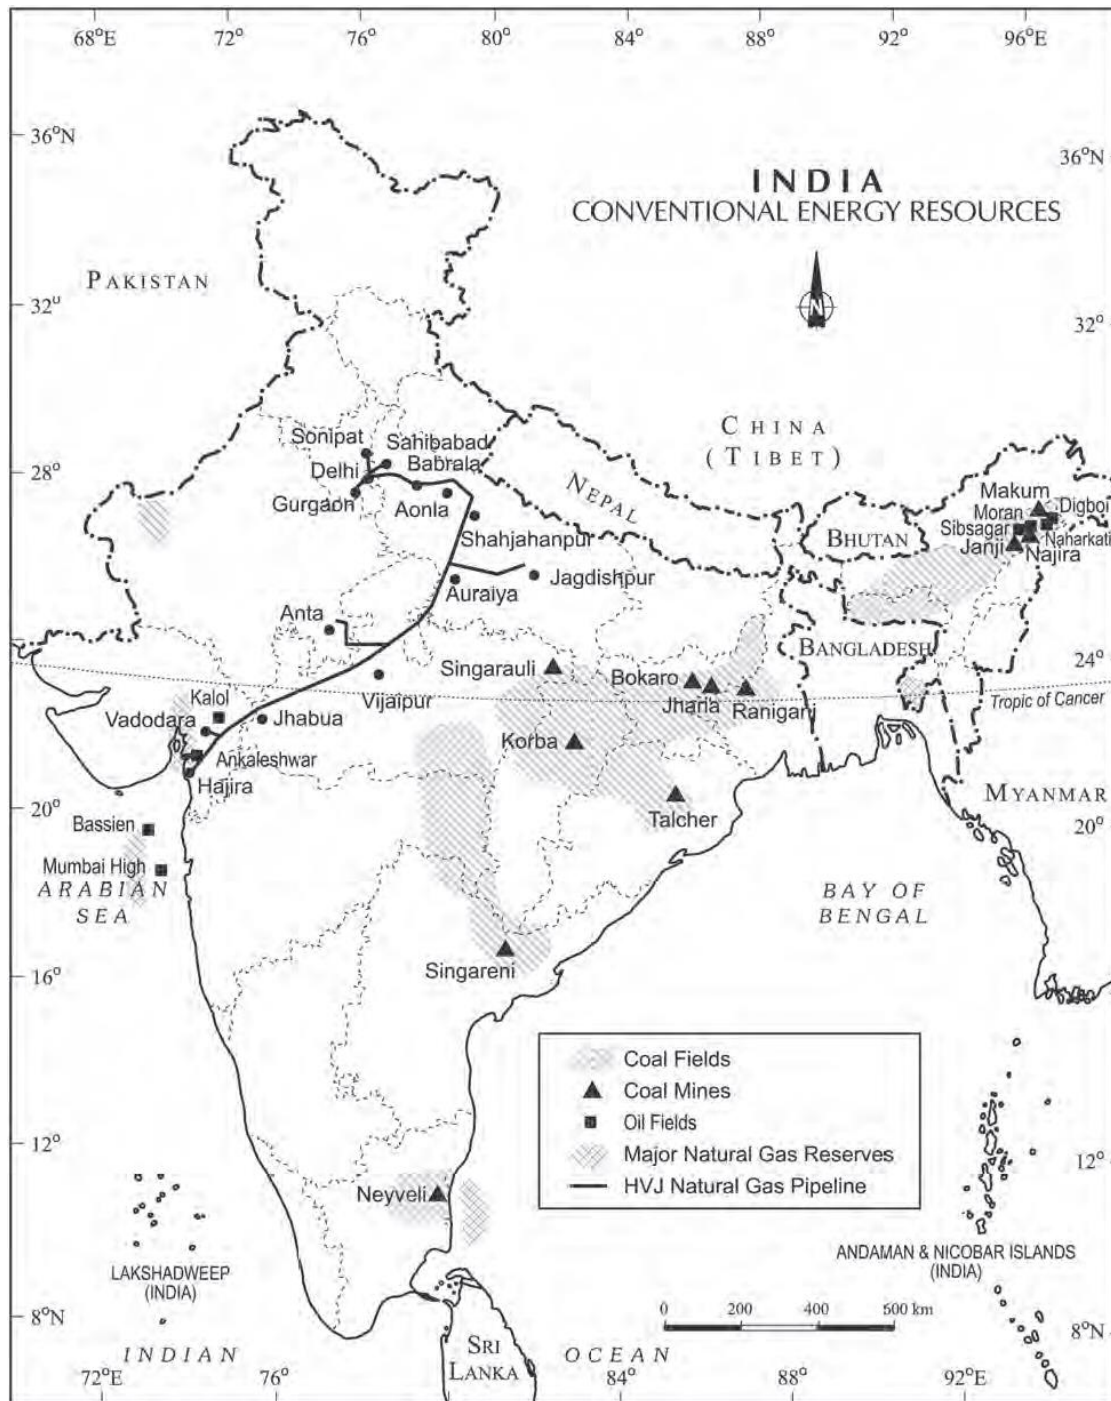 68°E 72° 76° 80° 84° 88° 92° 96°E
36°N
36°N
INDIA
CONVENTIONAL ENERGY RESOURCES
PAKISTAN
N
32°
32°
CHINA
(TIBET)
Sonipat
Sahibabad
Delhi
Babrala
28°
28°
Gurgaon
Aonla
NEPAL
Makum
Digboi
Moran
Sibsagar
Naharkati
Janji
Najira
BHUTAN
Shahjahanpur
Jagdishpur
Auraiya
Anta
24°
24°
BANGLADESH
Singarauli
Bokaro
Jharia
Raniganj
Tropic of Cancer
Vijaipur
Kalol
Vadodara
Jhabua
Korba
Ankaleshwar
Hajira
Talcher
MYANMAR
20°
20°
Bassien
Mumbai High
ARABIAN
SEA
BAY OF
BENGAL
16°
16°
Singareni
Coal Fields
Coal Mines
Oil Fields
Major Natural Gas Reserves
HVJ Natural Gas Pipeline
12°
12°
Neyveli
LAKSHADWEEP
(INDIA)
ANDAMAN & NICOBAR ISLANDS
(INDIA)
0 200 400 600 km
8°N
8°N
INDIAN
OCEAN
SRI
LANKA
72°E 76° 84° 88° 92°E